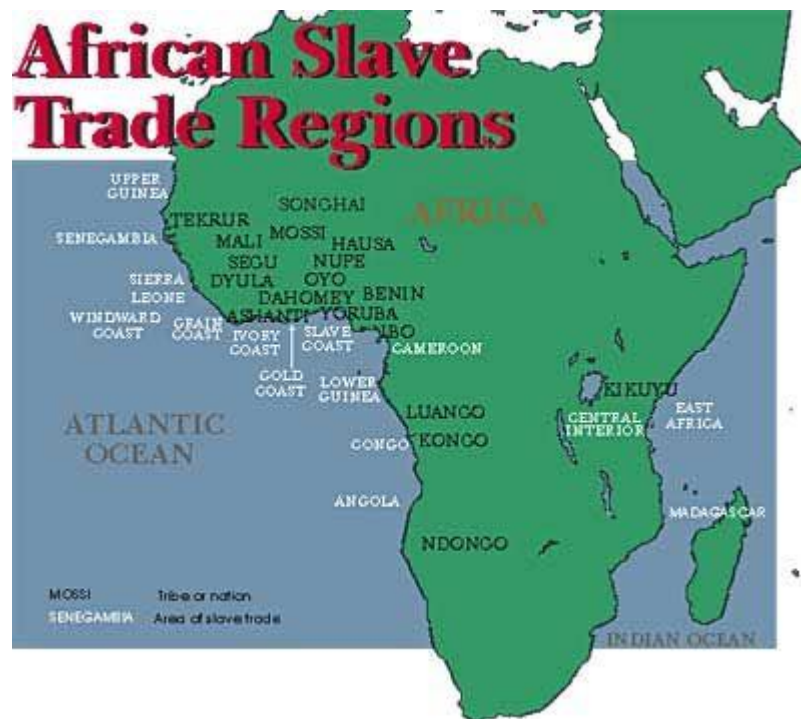 African Slave
Trade Regions
UPPER
GUINEA
SONGHAI
AFRICA
TEKRUR
SENEGAMBIA
MALI
MOSSI
HAUSA
SEGU
NUPE
SIERRA
LEONE
DYULA
OYO
DAHOMEY
BENIN
WINDWARD
COAST
GRAIN
COAST
ASHANTI
YORUBA
IVORY
COAST
SLAVE
COAST
CAMEROON
GOLD
COAST
LOWER
GUINEA
KIKUYU
ATLANTIC
OCEAN
LUANGO
CENTRAL
INTERIOR
EAST
AFRICA
CONGO
KONGO
ANGOLA
MADAGASCAR
NDONGO
MOSSI Tribe or nation
SENEGAMBIA Area of slave trade
INDIAN OCEAN